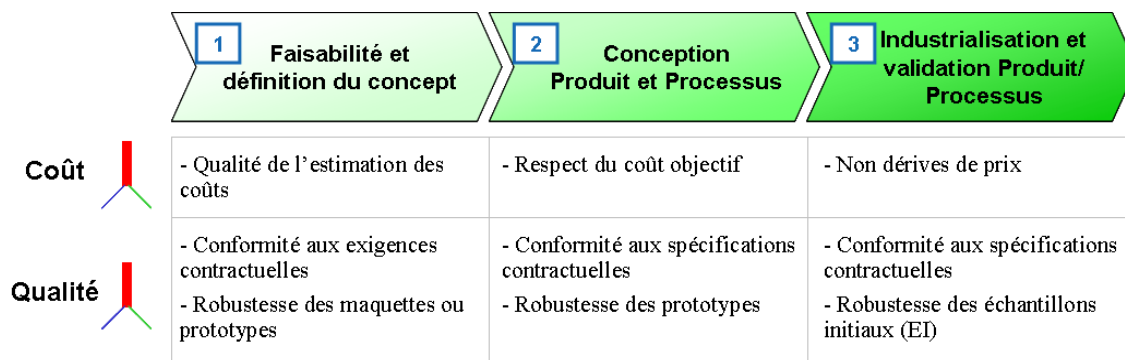 1
Faisabilité et
définition du concept
2
Conception
Produit et Processus
3
Industrialisation et
validation Produit/
Processus
Coût
- Qualité de l'estimation des
coûts
- Respect du coût objectif
- Non dérives de prix
Qualité
- Conformité aux exigences
contractuelles
- Robustesse des maquettes ou
prototypes
- Conformité aux spécifications
contractuelles
- Robustesse des prototypes
- Conformité aux spécifications
contractuelles
- Robustesse des échantillons
initiaux (EI)